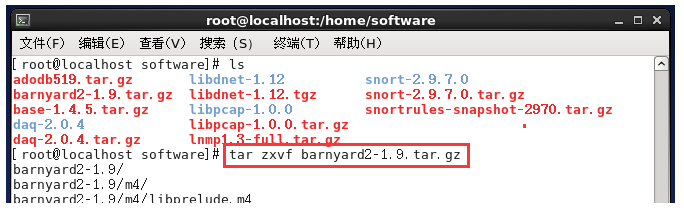 root@localhost:/home/software
文件(F) 编辑(E) 查看(V) 搜索 (S) 终端(T) 帮助(H)
[root@localhost software]# ls
adodb519.tar.gz libdnet-1.12 snort-2.9.7.0
barnyard2-1.9.tar.gz libdnet-1.12.tgz snort-2.9.7.0.tar.gz
base-1.4.5.tar.gz libpcap-1.0.0 snortrules-snapshot-2970.tar.gz
daq-2.0.4 libpcap-1.0.0.tar.gz
daq-2.0.4.tar.gz lnmp1.3-full.tar.gz
[root@localhost software]# tar zxvf barnyard2-1.9.tar.gz
barnyard2-1.9/
barnyard2-1.9/m4/
barnyard2-1.9/m4/libprelude.m4